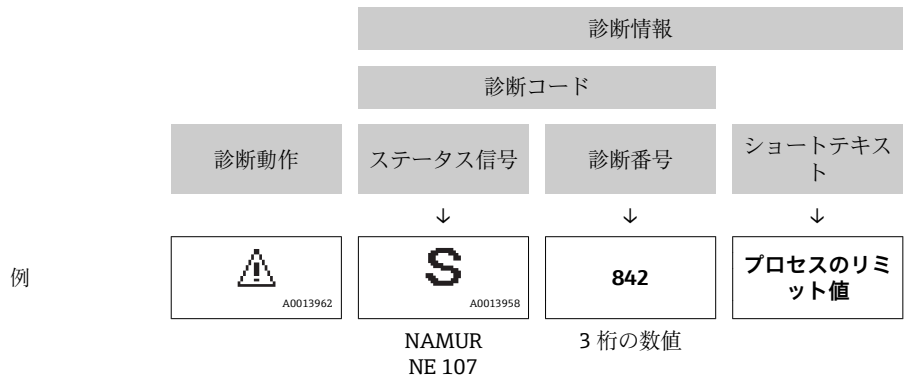 診断情報
診断コード
診断動作
ステータス信号
診断番号
ショートテキス
ト
例
A0013962
S
A0013958
842
プロセスのリミ
ット値
NAMUR
NE 107
3 桁の数値